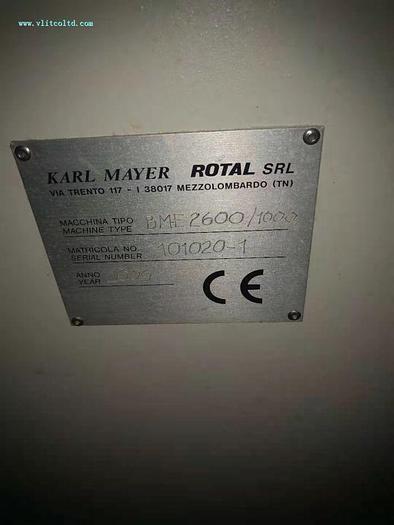 www.vlitcoltd.com
KARL MAYER ROTAL SRL
VIA TRENTO 117 - I 38017 MEZZOLOMBARDO (TN)
MACCHINA TIPO
MACHINE TYPE BME 2600/1000
MATRICOLA NO.
SERIAL NUMBER 101020-1
ANNO
YEAR
CE